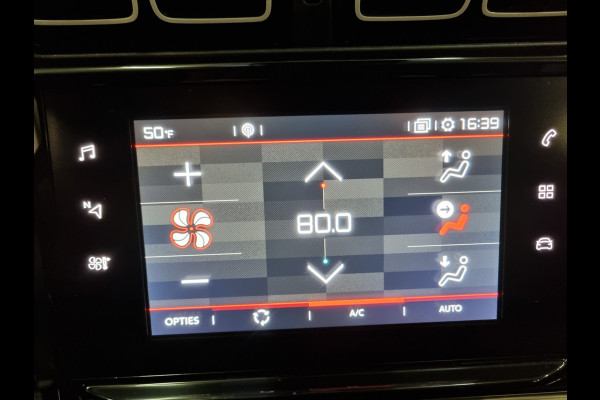 50°F 16:39
N
80.0
OPTIES A/C AUTO